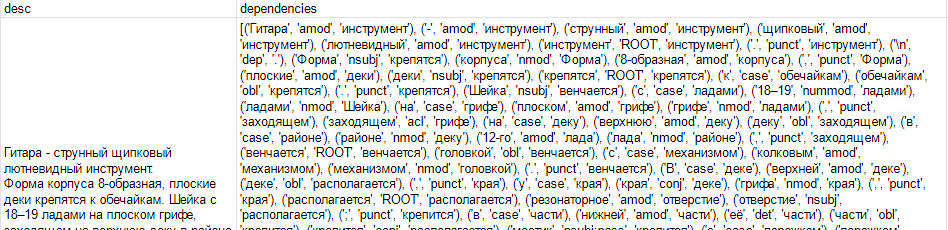 desc
dependencies
[('Гитара', 'amod', 'инструмент'), ('-', 'amod', 'инструмент'), ('струнный', 'amod', 'инструмент'), ('щипковый', 'amod',
'инструмент'), ('лютневидный', 'amod', 'инструмент'), ('инструмент', 'ROOT', 'инструмент'), ('.', 'punct', 'инструмент'), ('\n',
'dep', '.'), ('Форма', 'nsubj', 'крепятся'), ('корпуса', 'nmod', 'Форма'), ('8-образная', 'amod', 'корпуса'), (',', 'punct', 'Форма'),
('плоские', 'amod', 'деки'), ('деки', 'nsubj', 'крепятся'), ('крепятся', 'ROOT', 'крепятся'), ('к', 'case', 'обечайкам'), ('обечайкам',
'obl', 'крепятся'), ('.', 'punct', 'крепятся'), ('Шейка', 'nsubj', 'венчается'), ('с', 'case', 'ладами'), ('18–19', 'nummod', 'ладами'),
('ладами', 'nmod', 'Шейка'), ('на', 'case', 'грифе'), ('плоском', 'amod', 'грифе'), ('грифе', 'nmod', 'ладами'), (',', 'punct',
'заходящем'), ('заходящем', 'acl', 'грифе'), ('на', 'case', 'деку'), ('верхнюю', 'amod', 'деку'), ('деку', 'obl', 'заходящем'), ('в',
'case', 'районе'), ('районе', 'nmod', 'деку'), ('12-го', 'amod', 'лада'), ('лада', 'nmod', 'районе'), (',', 'punct', 'заходящем'),
('венчается', 'ROOT', 'венчается'), ('головкой', 'obl', 'венчается'), ('с', 'case', 'механизмом'), ('колковым', 'amod',
'механизмом'), ('механизмом', 'nmod', 'головкой'), ('.', 'punct', 'венчается'), ('В', 'case', 'деке'), ('верхней', 'amod', 'деке'),
('деке', 'obl', 'располагается'), (',', 'punct', 'края'), ('у', 'case', 'края'), ('края', 'conj', 'деке'), ('грифа', 'nmod', 'края'), (',', 'punct', 'края'),
('располагается', 'ROOT', 'располагается'), ('резонаторное', 'amod', 'отверстие'), ('отверстие', 'nsubj',
'располагается'), (';', 'punct', 'крепится'), ('в', 'case', 'части'), ('нижней', 'amod', 'части'), ('её', 'det', 'части'), ('части', 'obl',
Гитара - струнный щипковый
лютневидный инструмент.
Форма корпуса 8-образная, плоские
деки крепятся к обечайкам. Шейка с
18–19 ладами на плоском грифе,